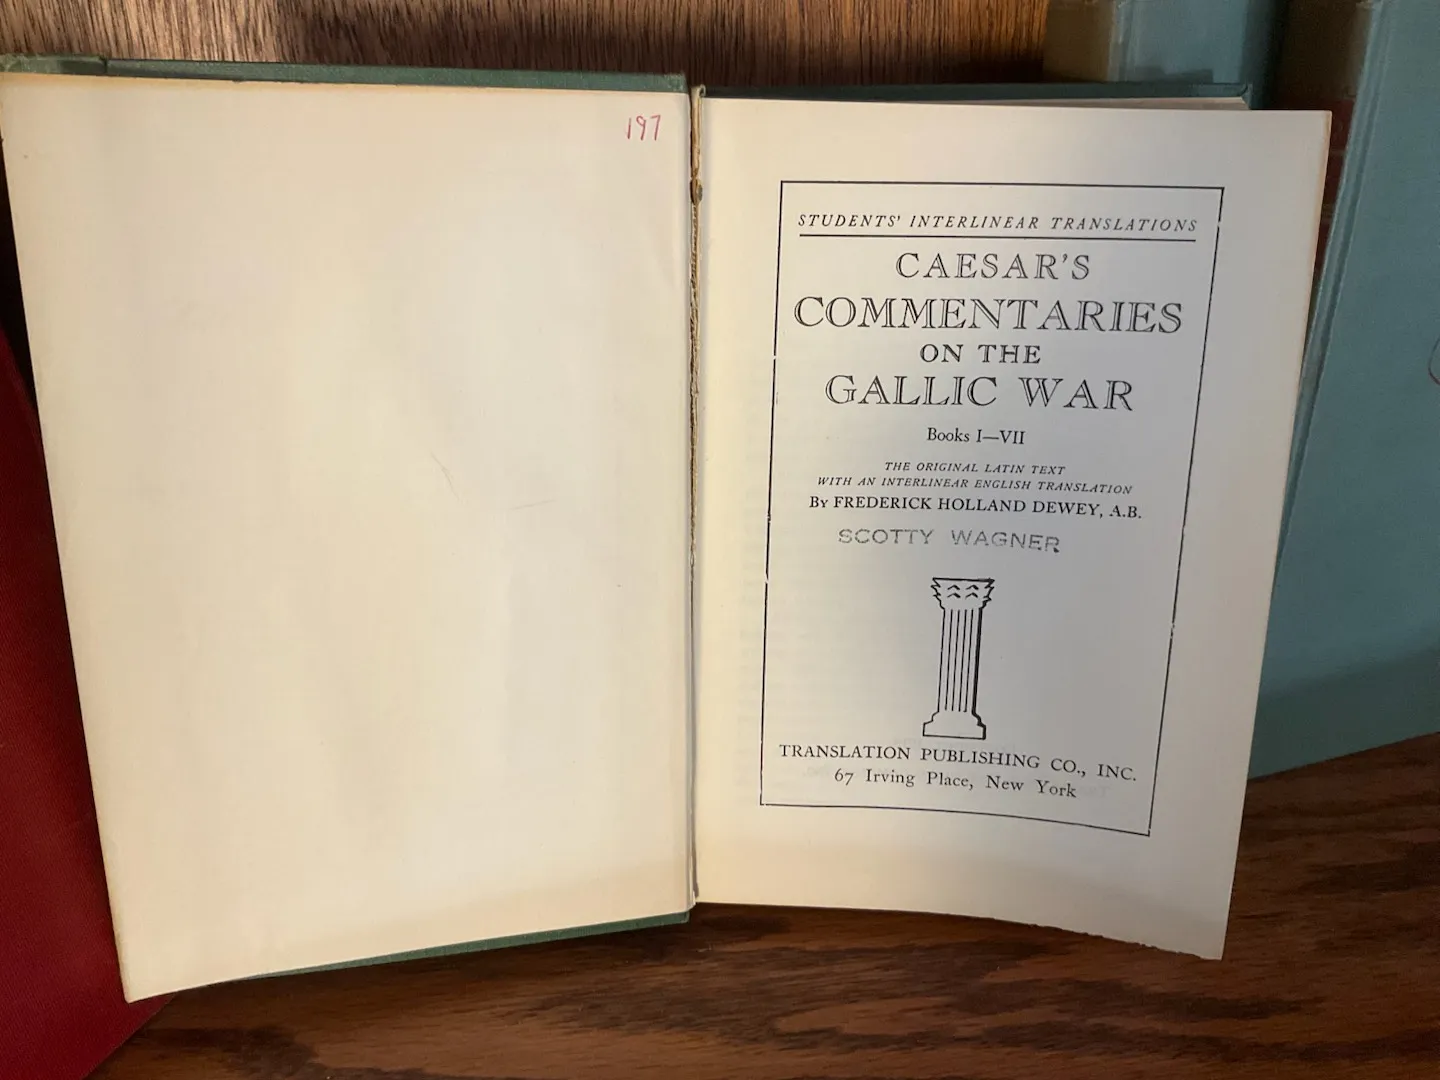 197
STUDENTS' INTERLINEAR TRANSLATIONS
CAESAR'S
COMMENTARIES
ON THE
GALLIC WAR
Books I—VII
THE ORIGINAL LATIN TEXT
WITH AN INTERLINEAR ENGLISH TRANSLATION
By FREDERICK HOLLAND DEWEY, A.B.
SCOTTY WAGNER
TRANSLATION PUBLISHING CO., INC.
67 Irving Place, New York